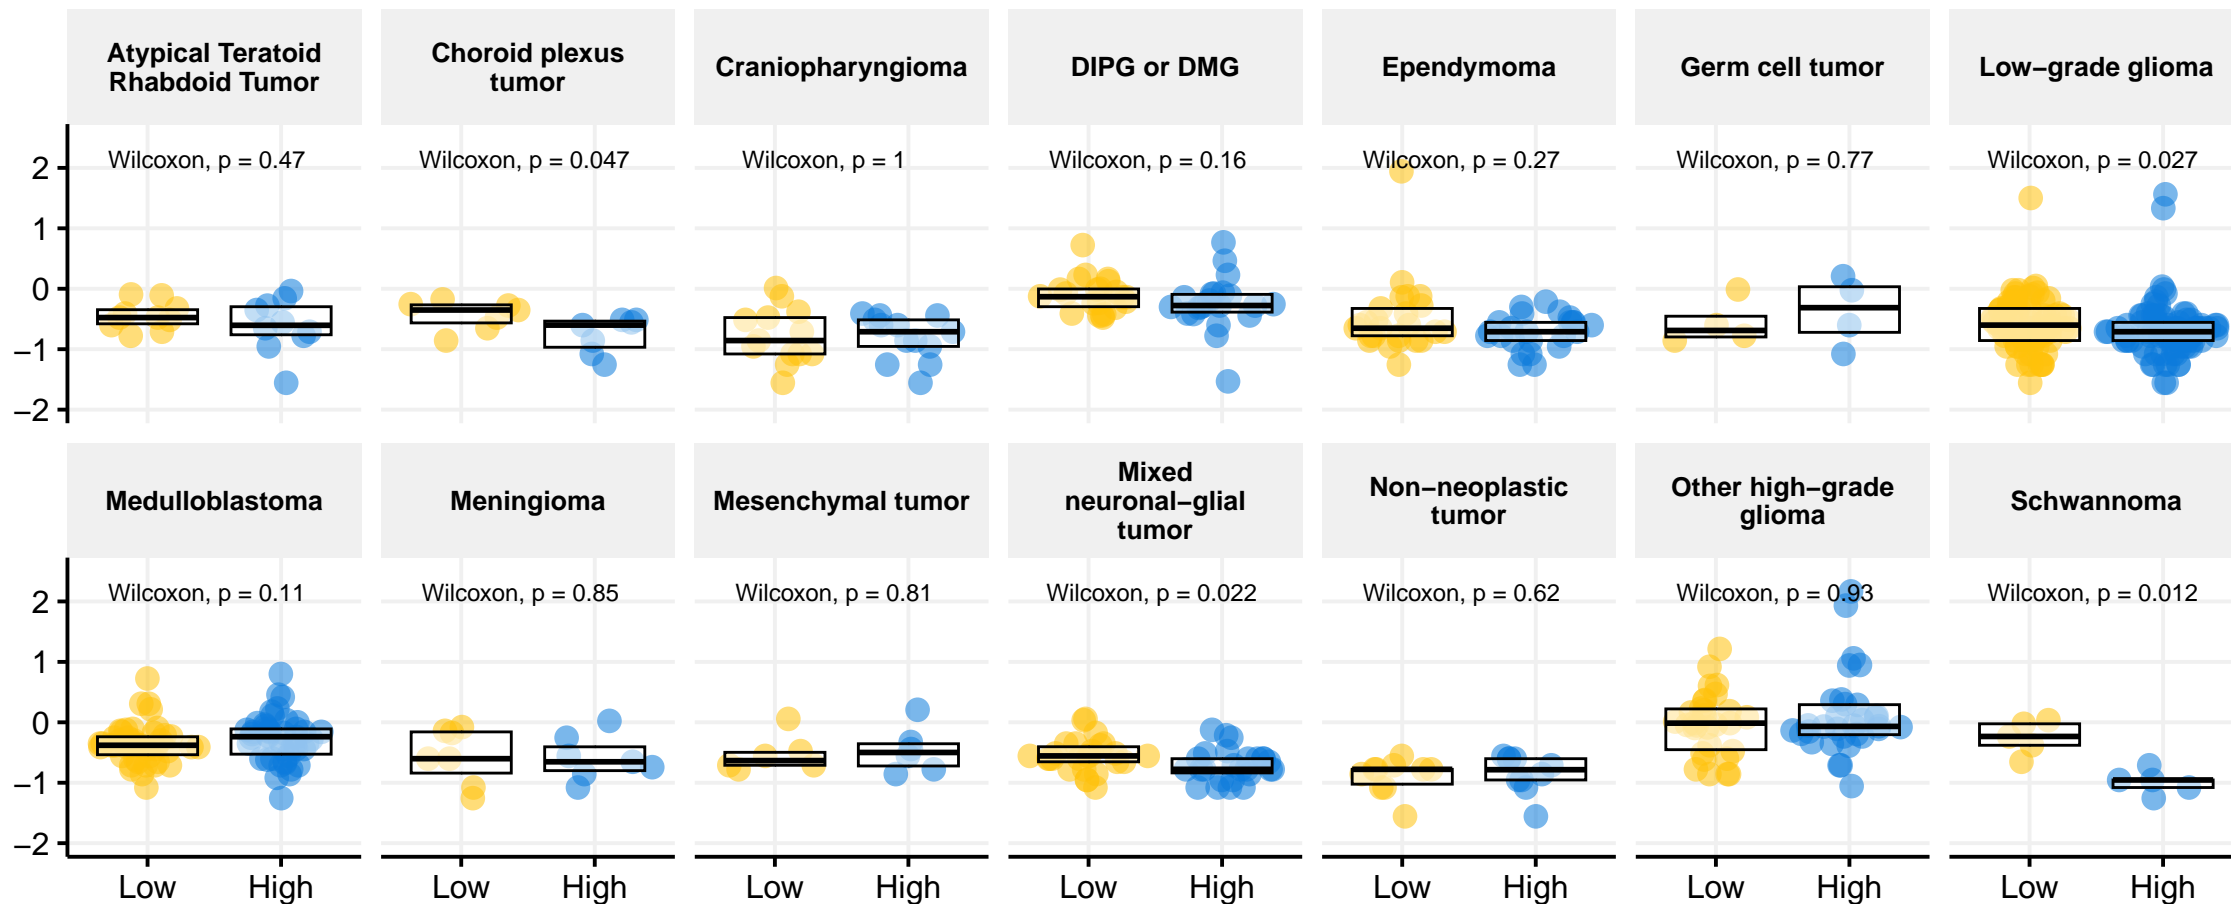 Atypical Teratoid
Rhabdoid Tumor
Choroid plexus
tumor
Craniopharyngioma
DIPG or DMG
Ependymoma
Germ cell tumor
Low−grade glioma
Wilcoxon, p = 0.47
Wilcoxon, p = 0.047
Wilcoxon, p = 1
Wilcoxon, p = 0.16
Wilcoxon, p = 0.27
Wilcoxon, p = 0.77
Wilcoxon, p = 0.027
2
1
0
−1
−2
Medulloblastoma
Meningioma
Mesenchymal tumor
Mixed
neuronal−glial
tumor
Non−neoplastic
tumor
Other high−grade
glioma
Schwannoma
Wilcoxon, p = 0.11
Wilcoxon, p = 0.85
Wilcoxon, p = 0.81
Wilcoxon, p = 0.022
Wilcoxon, p = 0.62
Wilcoxon, p = 0.93
Wilcoxon, p = 0.012
2
1
0
−1
−2
Low High Low High Low High Low High Low High Low High Low High